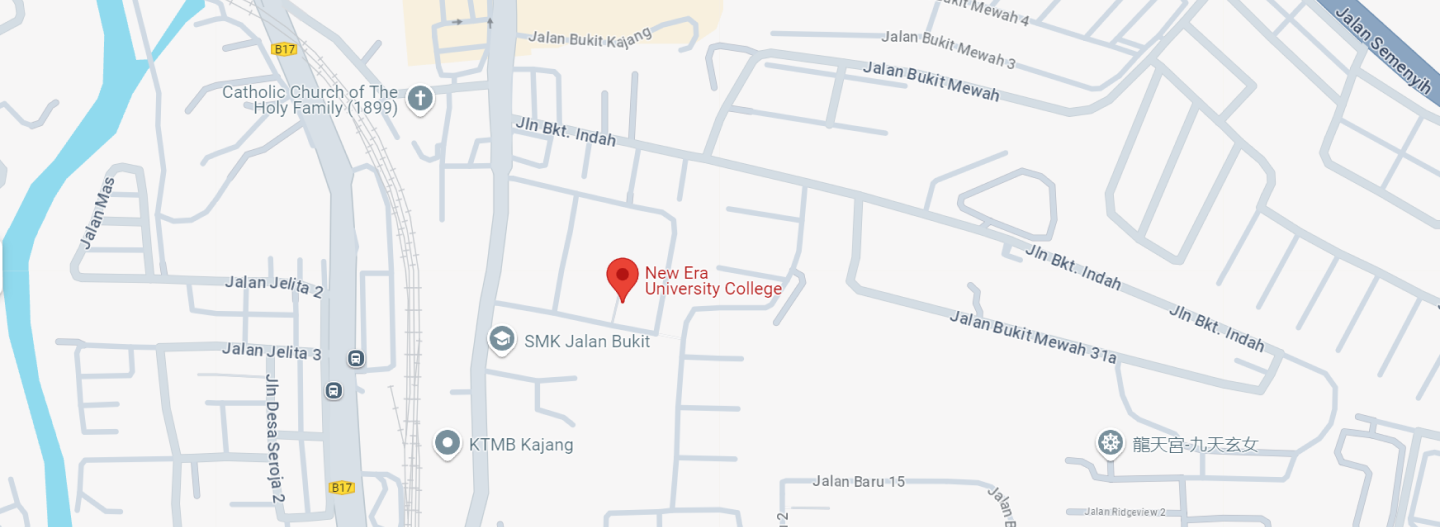 Jalan Bukit Mewah 4
Jalan Semenyih
Jalan Bukit Kajang
Jalan Bukit Mewah 3
B17
Jalan Bukit Mewah
Catholic Church of The
Holy Family (1899)
Jln Bkt. Indah
Jalan Mas
Jln Bkt. Indah
New Era
University College
Jalan Jelita 2
Jln Bkt. Indah
Jalan Bukit Mewah 31a
SMK Jalan Bukit
Jalan Jelita 3
Jln Desa Seroja 2
KTMB Kajang
龍天宮-九天玄女
Jalan Baru 15
B17
Jalan B
2
Jalan Ridgeview 2